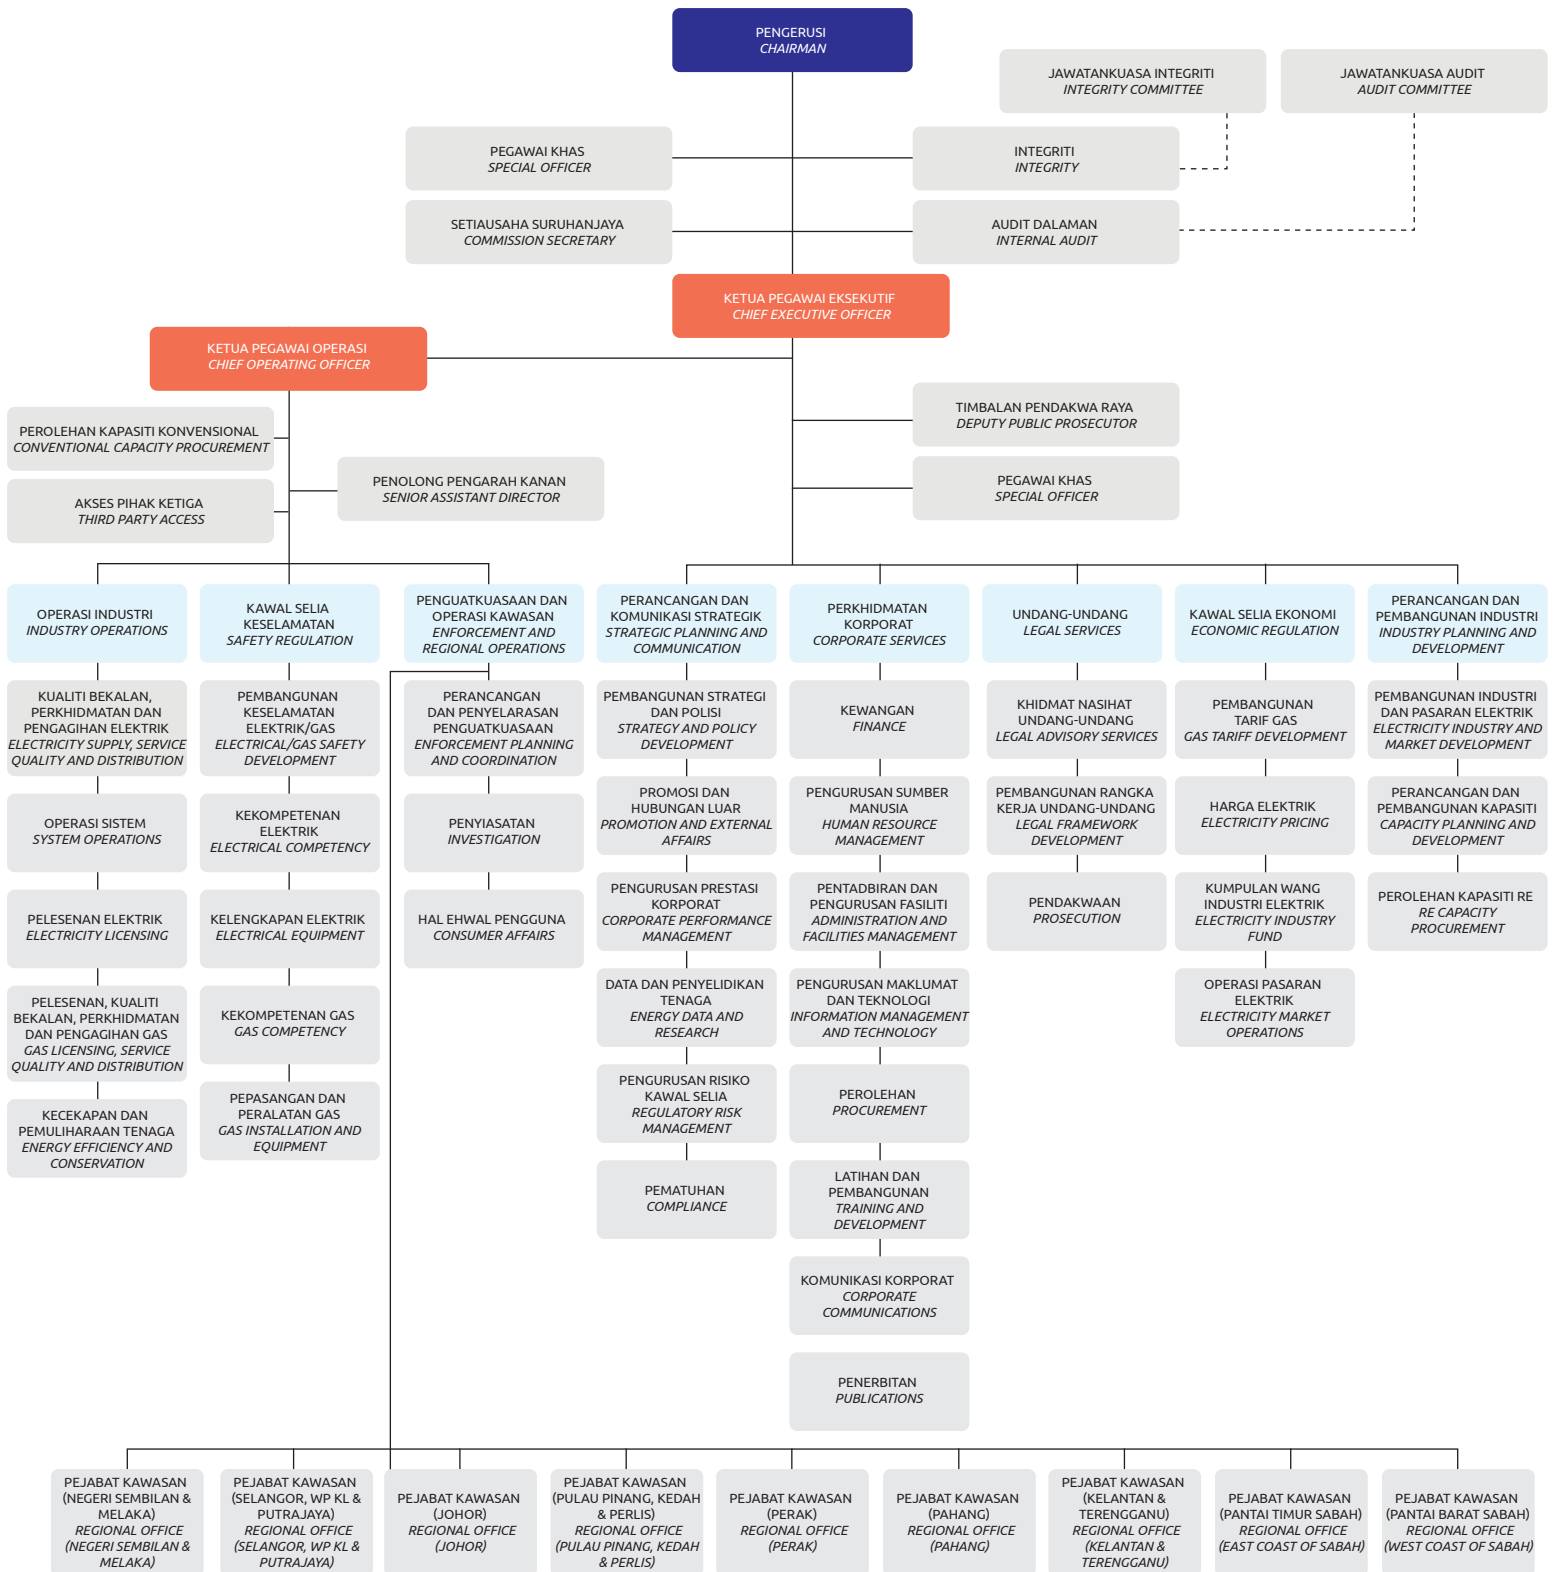 PENGERUSI
CHAIRMAN
JAWATANKUASA INTEGRITI
INTEGRITY COMMITTEE
JAWATANKUASA AUDIT
AUDIT COMMITTEE
PEGAWAI KHAS
SPECIAL OFFICER
INTEGRITI
INTEGRITY
SETIAUSAHA SURUHANJAYA
COMMISSION SECRETARY
AUDIT DALAMAN
INTERNAL AUDIT
KETUA PEGAWAI EKSEKUTIF
CHIEF EXECUTIVE OFFICER
KETUA PEGAWAI OPERASI
CHIEF OPERATING OFFICER
TIMBALAN PENDAKWA RAYA
DEPUTY PUBLIC PROSECUTOR
PEROLEHAN KAPASITI KONVENSIONAL
CONVENTIONAL CAPACITY PROCUREMENT
PENOLONG PENGARAH KANAN
SENIOR ASSISTANT DIRECTOR
PEGAWAI KHAS
SPECIAL OFFICER
AKSES PIHAK KETIGA
THIRD PARTY ACCESS
OPERASI INDUSTRI
INDUSTRY OPERATIONS
KAWAL SELIA
KESELAMATAN
SAFETY REGULATION
PENGUATKUASAAN DAN
OPERASI KAWASAN
ENFORCEMENT AND
REGIONAL OPERATIONS
PERANCANGAN DAN
KOMUNIKASI STRATEGIK
STRATEGIC PLANNING AND
COMMUNICATION
PERKHIDMATAN
KORPORAT
CORPORATE SERVICES
UNDANG-UNDANG
LEGAL SERVICES
KAWAL SELIA EKONOMI
ECONOMIC REGULATION
PERANCANGAN DAN
PEMBANGUNAN INDUSTRI
INDUSTRY PLANNING AND
DEVELOPMENT
KUALITI BEKALAN,
PERKHIDMATAN DAN
PENGAGIHAN ELEKTRIK
ELECTRICITY SUPPLY, SERVICE
QUALITY AND DISTRIBUTION
PEMBANGUNAN
KESELAMATAN
ELEKTRIK/GAS
ELECTRICAL/GAS SAFETY
DEVELOPMENT
PERANCANGAN
DAN PENYELARASAN
PENGUATKUASAAN
ENFORCEMENT PLANNING
AND COORDINATION
PEMBANGUNAN STRATEGI
DAN POLISI
STRATEGY AND POLICY
DEVELOPMENT
KEWANGAN
FINANCE
KHIDMAT NASIHAT
UNDANG-UNDANG
LEGAL ADVISORY SERVICES
PEMBANGUNAN
TARIF GAS
GAS TARIFF DEVELOPMENT
PEMBANGUNAN INDUSTRI
DAN PASARAN ELEKTRIK
ELECTRICITY INDUSTRY AND
MARKET DEVELOPMENT
OPERASI SISTEM
SYSTEM OPERATIONS
KEKOMPETENAN
ELEKTRIK
ELECTRICAL COMPETENCY
PENYIASATAN
INVESTIGATION
PROMOSI DAN
HUBUNGAN LUAR
PROMOTION AND EXTERNAL
AFFAIRS
PENGURUSAN SUMBER
MANUSIA
HUMAN RESOURCE
MANAGEMENT
PEMBANGUNAN RANGKA
KERJA UNDANG-UNDANG
LEGAL FRAMEWORK
DEVELOPMENT
HARGA ELEKTRIK
ELECTRICITY PRICING
PERANCANGAN DAN
PEMBANGUNAN KAPASITI
CAPACITY PLANNING AND
DEVELOPMENT
PELESENAN ELEKTRIK
ELECTRICITY LICENSING
KELENGKAPAN ELEKTRIK
ELECTRICAL EQUIPMENT
HAL EHWAL PENGGUNA
CONSUMER AFFAIRS
PENGURUSAN PRESTASI
KORPORAT
CORPORATE PERFORMANCE
MANAGEMENT
PENTADBIRAN DAN
PENGURUSAN FASILITI
ADMINISTRATION AND
FACILITIES MANAGEMENT
PENDAKWAAN
PROSECUTION
KUMPULAN WANG
INDUSTRI ELEKTRIK
ELECTRICITY INDUSTRY
FUND
PEROLEHAN KAPASITI RE
RE CAPACITY
PROCUREMENT
PELESENAN, KUALITI
BEKALAN, PERKHIDMATAN
DAN PENGAGIHAN GAS
GAS LICENSING, SERVICE
QUALITY AND DISTRIBUTION
KEKOMPETENAN GAS
GAS COMPETENCY
DATA DAN PENYELIDIKAN
TENAGA
ENERGY DATA AND
RESEARCH
PENGURUSAN MAKLUMAT
DAN TEKNOLOGI
INFORMATION MANAGEMENT
AND TECHNOLOGY
OPERASI PASARAN
ELEKTRIK
ELECTRICITY MARKET
OPERATIONS
KECEKAPAN DAN
PEMULIHARAAN TENAGA
ENERGY EFFICIENCY AND
CONSERVATION
PEPASANGAN DAN
PERALATAN GAS
GAS INSTALLATION AND
EQUIPMENT
PENGURUSAN RISIKO
KAWAL SELIA
REGULATORY RISK
MANAGEMENT
PEROLEHAN
PROCUREMENT
PEMATUHAN
COMPLIANCE
LATIHAN DAN
PEMBANGUNAN
TRAINING AND
DEVELOPMENT
KOMUNIKASI KORPORAT
CORPORATE
COMMUNICATIONS
PENERBITAN
PUBLICATIONS
PEJABAT KAWASAN
(NEGERI SEMBILAN &
MELAKA)
REGIONAL OFFICE
(NEGERI SEMBILAN &
MELAKA)
PEJABAT KAWASAN
(SELANGOR, WP KL &
PUTRAJAYA)
REGIONAL OFFICE
(SELANGOR, WP KL &
PUTRAJAYA)
PEJABAT KAWASAN
(JOHOR)
REGIONAL OFFICE
(JOHOR)
PEJABAT KAWASAN
(PULAU PINANG, KEDAH
& PERLIS)
REGIONAL OFFICE
(PULAU PINANG, KEDAH
& PERLIS)
PEJABAT KAWASAN
(PERAK)
REGIONAL OFFICE
(PERAK)
PEJABAT KAWASAN
(PAHANG)
REGIONAL OFFICE
(PAHANG)
PEJABAT KAWASAN
(KELANTAN &
TERENGGANU)
REGIONAL OFFICE
(KELANTAN &
TERENGGANU)
PEJABAT KAWASAN
(PANTAI TIMUR SABAH)
REGIONAL OFFICE
(EAST COAST OF SABAH)
PEJABAT KAWASAN
(PANTAI BARAT SABAH)
REGIONAL OFFICE
(WEST COAST OF SABAH)